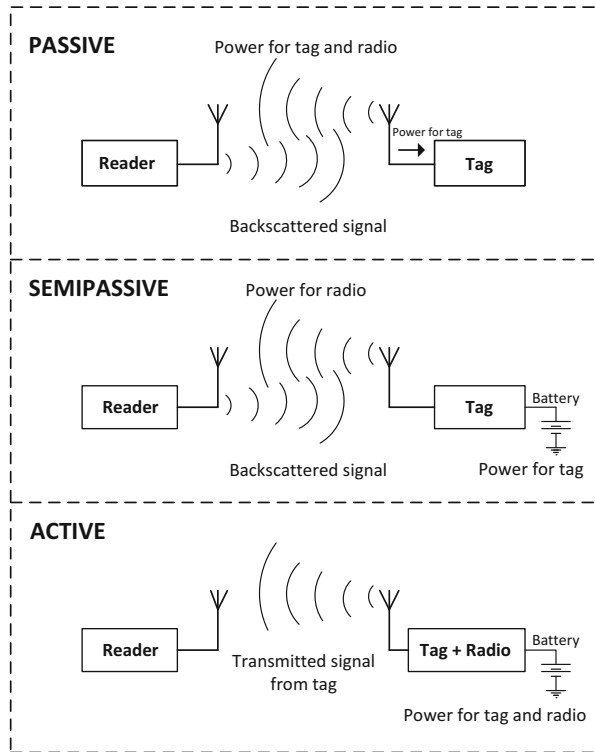 PASSIVE
Power for tag and radio
Power for tag
Reader
Tag
Backscattered signal
SEMIPASSIVE
Power for radio
Reader
Tag
Battery
Backscattered signal
Power for tag
ACTIVE
Reader
Tag + Radio
Battery
Transmitted signal
from tag
Power for tag and radio